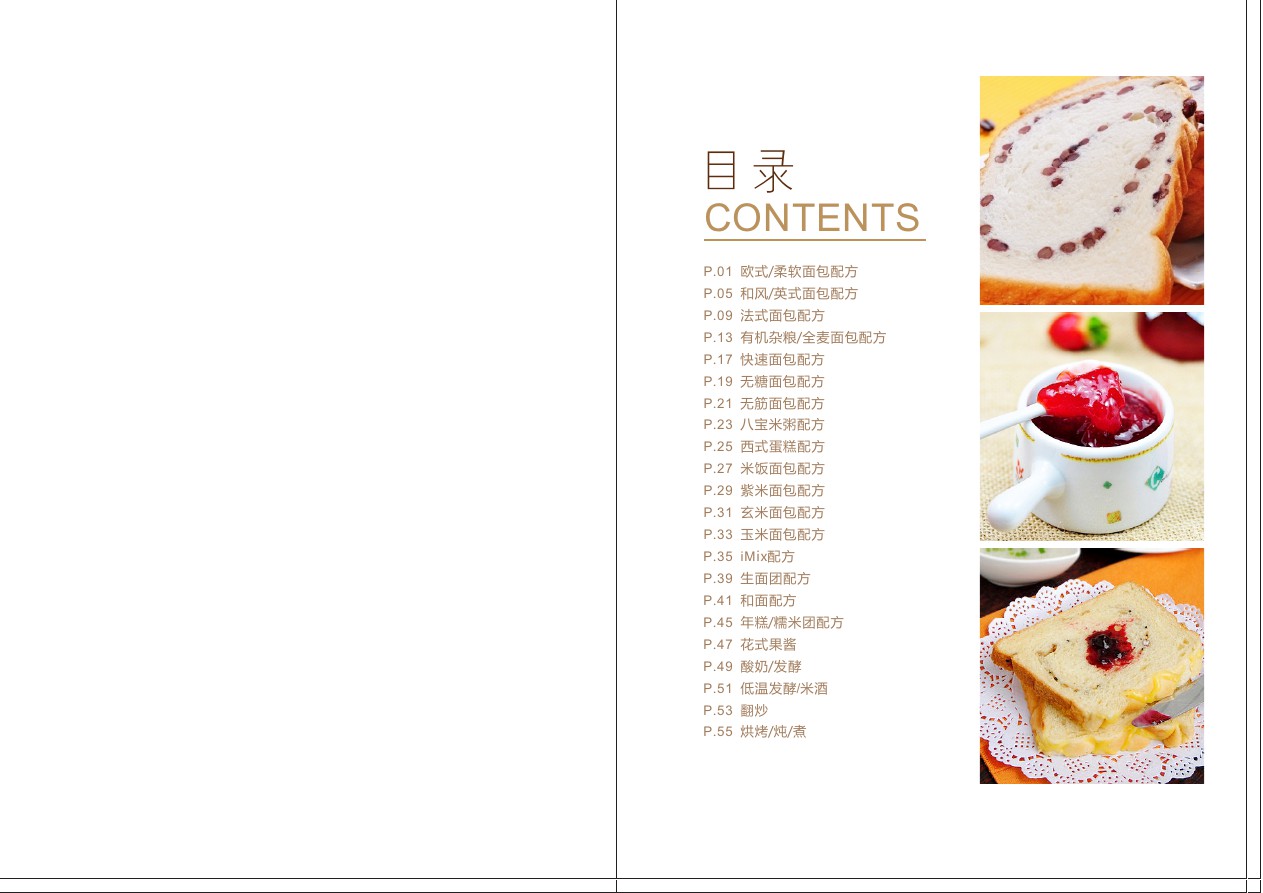 目录
CONTENTS
P.01 欧式/柔软面包配方
P.05 和风/英式面包配方
P.09 法式面包配方
P.13 有机杂粮/全麦面包配方
P.17 快速面包配方
P.19 无糖面包配方
P.21 无筋面包配方
P.23 八宝米粥配方
P.25 西式蛋糕配方
P.27 米饭面包配方
P.29 紫米面包配方
P.31 玄米面包配方
P.33 玉米面包配方
P.35 iMix配方
P.39 生面团配方
P.41 和面配方
P.45 年糕/糯米团配方
P.47 花式果酱
P.49 酸奶/发酵
P.51 低温发酵/米酒
P.53 翻炒
P.55 烘烤/炖/煮